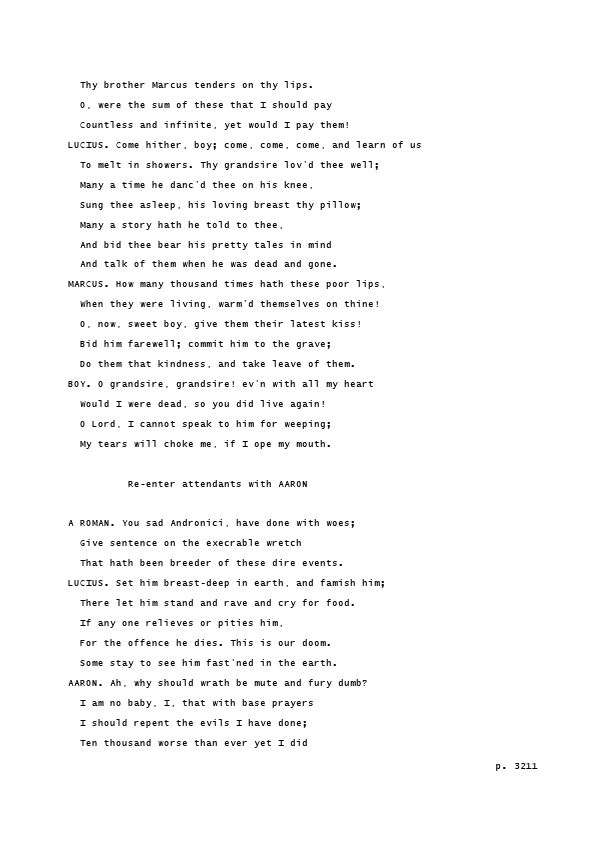 Thy brother Marcus tenders on thy lips.
O, were the sum of these that I should pay
Countless and infinite, yet would I pay them!
LUCIUS. Come hither, boy; come, come, come, and learn of us
To melt in showers. Thy grandsire lov'd thee well;
Many a time he danc'd thee on his knee,
Sung thee asleep, his loving breast thy pillow;
Many a story hath he told to thee,
And bid thee bear his pretty tales in mind
And talk of them when he was dead and gone.
MARCUS. How many thousand times hath these poor lips,
When they were living, warm'd themselves on thine!
O, now, sweet boy, give them their latest kiss!
Bid him farewell; commit him to the grave;
Do them that kindness, and take leave of them.
BOY. O grandsire, grandsire! ev'n with all my heart
Would I were dead, so you did live again!
O Lord, I cannot speak to him for weeping;
My tears will choke me, if I ope my mouth.
Re-enter attendants with AARON
A ROMAN. You sad Andronici, have done with woes;
Give sentence on the execrable wretch
That hath been breeder of these dire events.
LUCIUS. Set him breast-deep in earth, and famish him;
There let him stand and rave and cry for food.
If any one relieves or pities him,
For the offence he dies. This is our doom.
Some stay to see him fast'ned in the earth.
AARON. Ah, why should wrath be mute and fury dumb?
I am no baby, I, that with base prayers
I should repent the evils I have done;
Ten thousand worse than ever yet I did
p. 3211